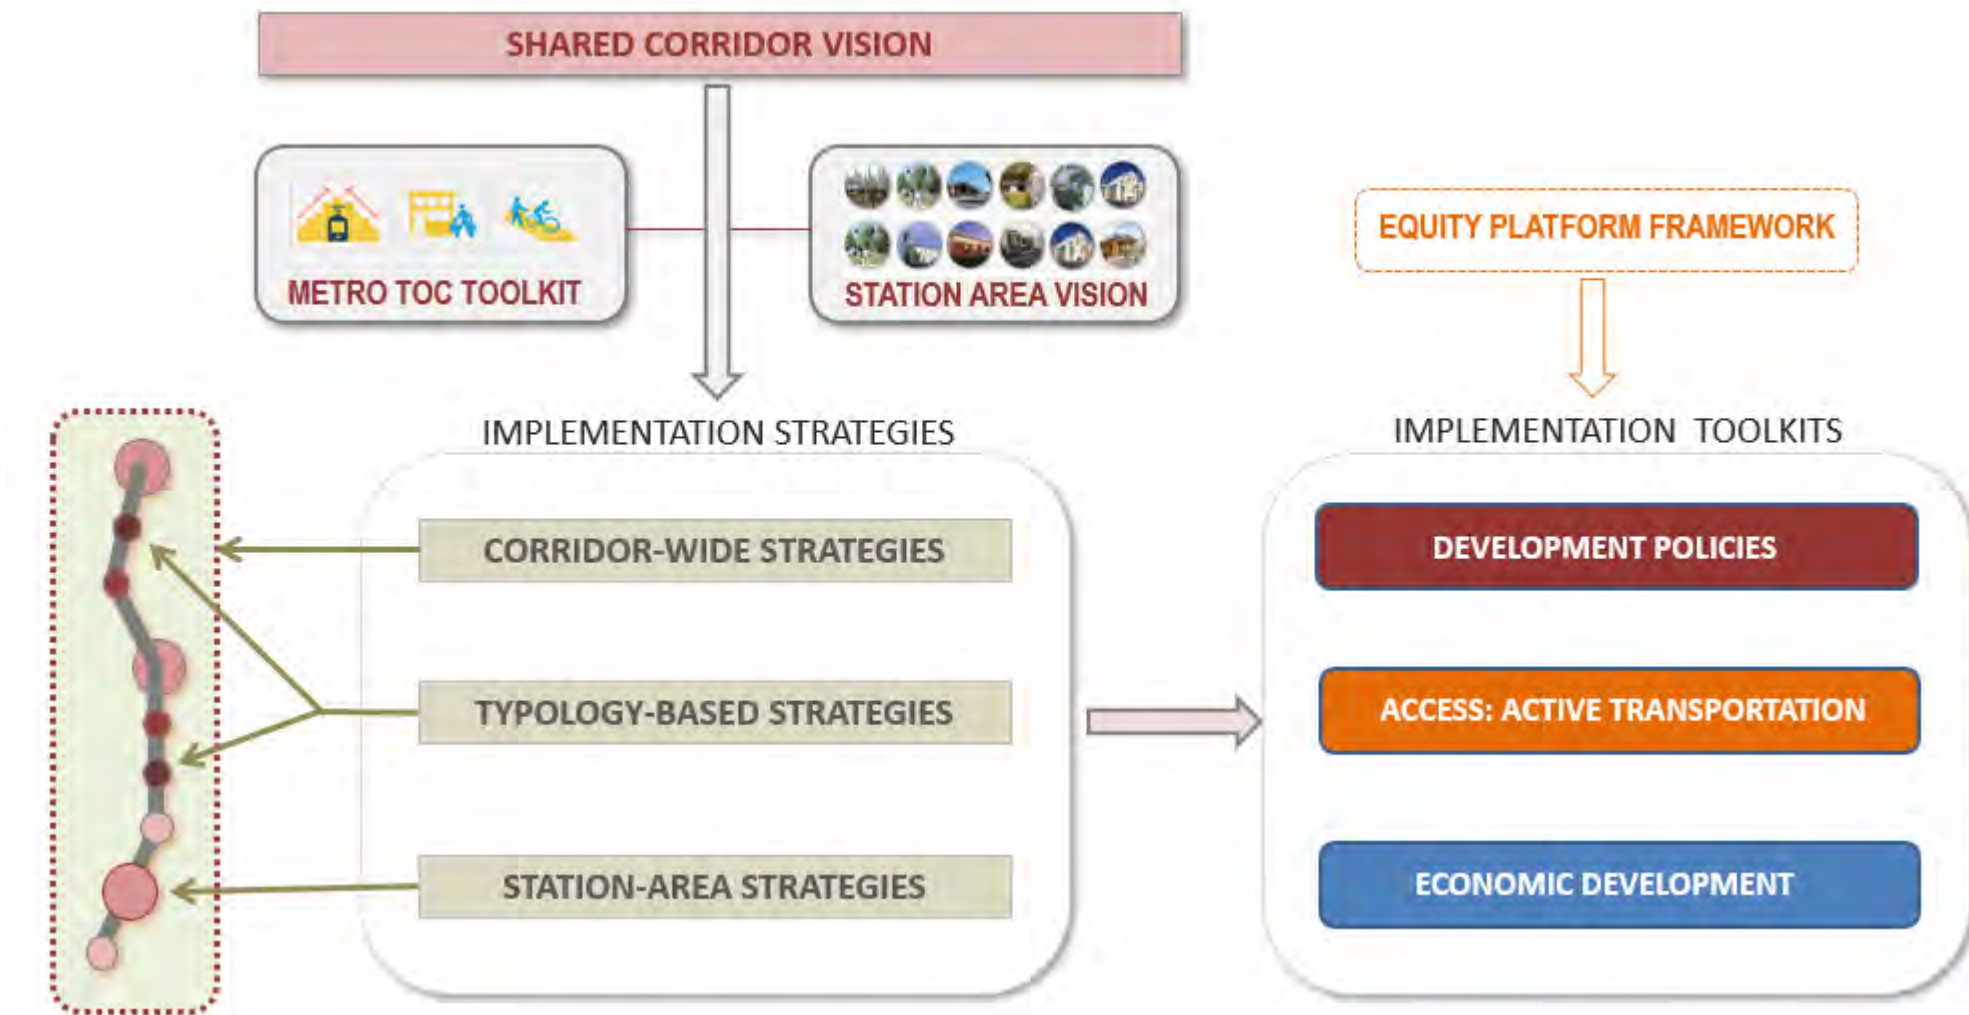 SHARED CORRIDOR VISION
METRO TOC TOOLKIT
STATION AREA VISION
EQUITY PLATFORM FRAMEWORK
IMPLEMENTATION STRATEGIES
CORRIDOR-WIDE STRATEGIES
TYPOLOGY-BASED STRATEGIES
STATION-AREA STRATEGIES
IMPLEMENTATION TOOLKITS
DEVELOPMENT POLICIES
ACCESS: ACTIVE TRANSPORTATION
ECONOMIC DEVELOPMENT